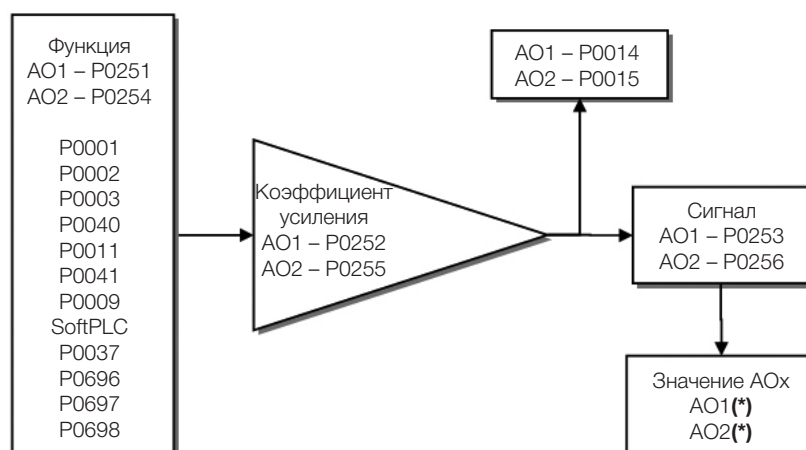 Функция
AO1 – P0251
AO2 – P0254
P0001
P0002
P0003
P0040
P0011
P0041
P0009
SoftPLC
P0037
P0696
P0697
P0698
Коэффициент
усиления
AO1 – P0252
AO2 – P0255
AO1 – P0014
AO2 – P0015
Сигнал
AO1 – P0253
AO2 – P0256
Значение AOx
AO1(*)
AO2(*)